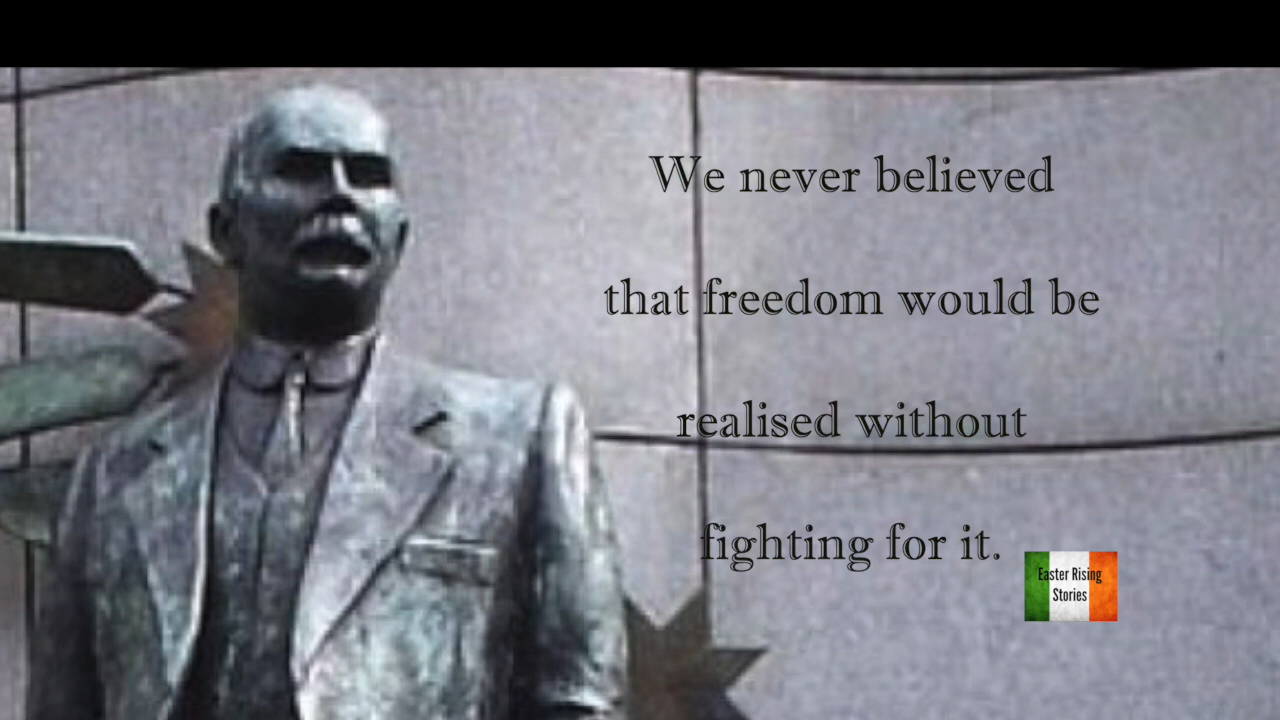 We never believed
that freedom would be
realised without
fighting for it.
Easter Rising
Stories